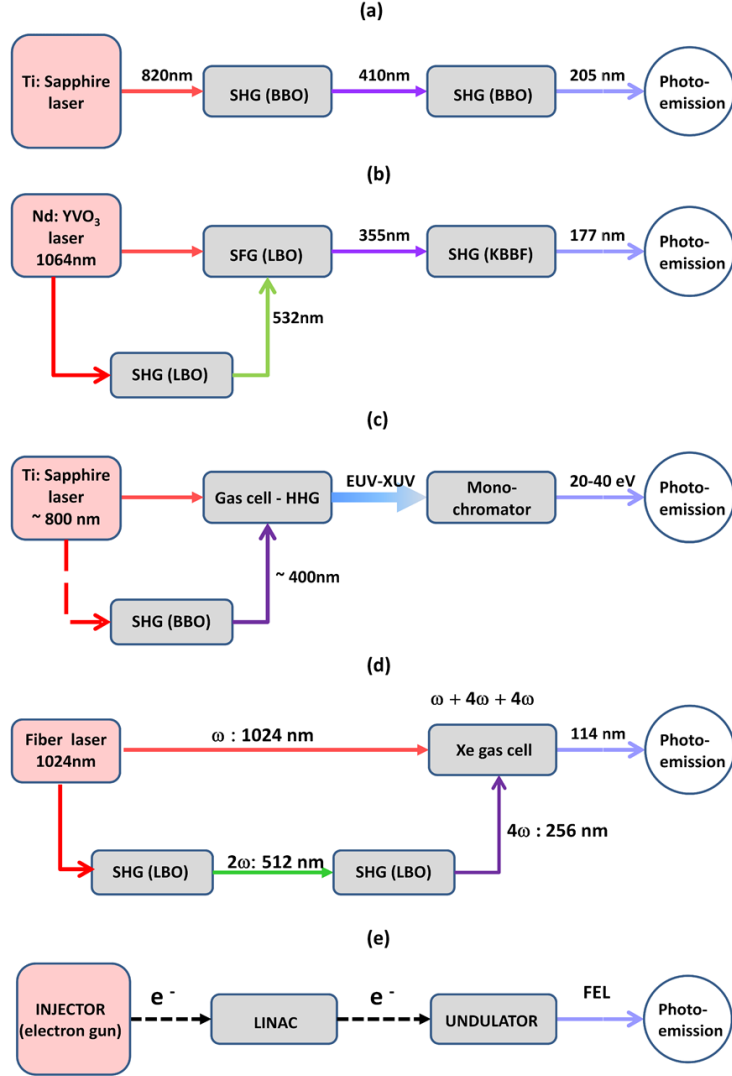 (a)
Ti: Sapphire
laser
820nm
SHG (BBO)
410nm
SHG (BBO)
205 nm
Photo-
emission
(b)
Nd: YVO₃
laser
1064nm
SFG (LBO)
355nm
SHG (KBBF)
177 nm
Photo-
emission
532nm
SHG (LBO)
(c)
Ti: Sapphire
laser
~ 800 nm
Gas cell - HHG
EUV-XUV
Mono-
chromator
20-40 eV
Photo-
emission
~ 400nm
SHG (BBO)
(d)
ω + 4ω + 4ω
Fiber laser
1024nm
ω : 1024 nm
Xe gas cell
114 nm
Photo-
emission
4ω : 256 nm
SHG (LBO)
2ω: 512 nm
SHG (LBO)
(e)
INJECTOR
(electron gun)
e -
LINAC
e -
UNDULATOR
FEL
Photo-
emission